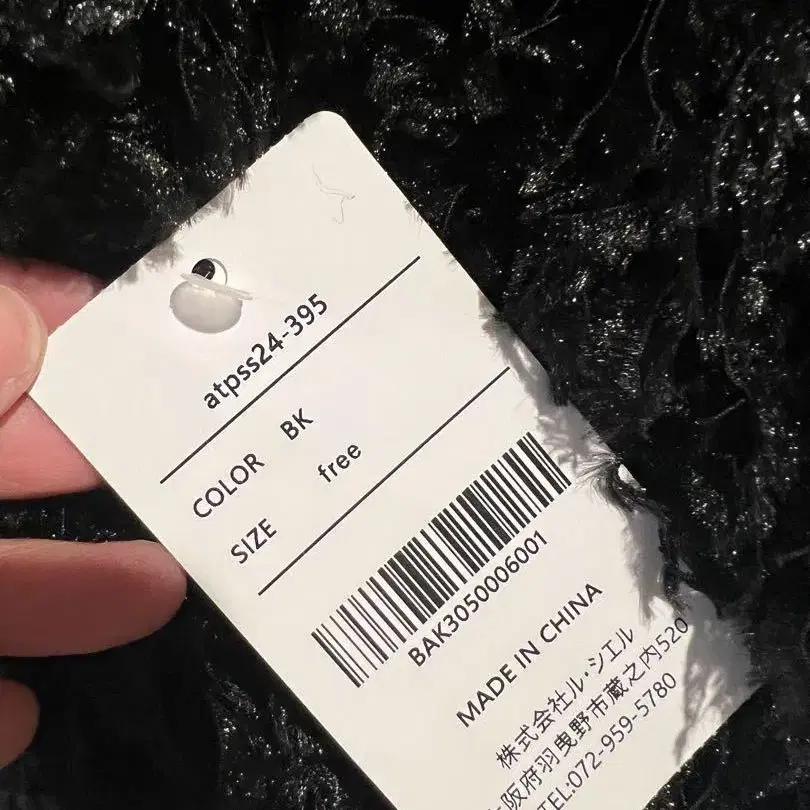 atpss24-395
COLOR BK
SIZE free
BAK3050006001
MADE IN CHINA
株式会社ル・シエル
阪府羽曳野市蔵之内520
TEL:072-959-5780